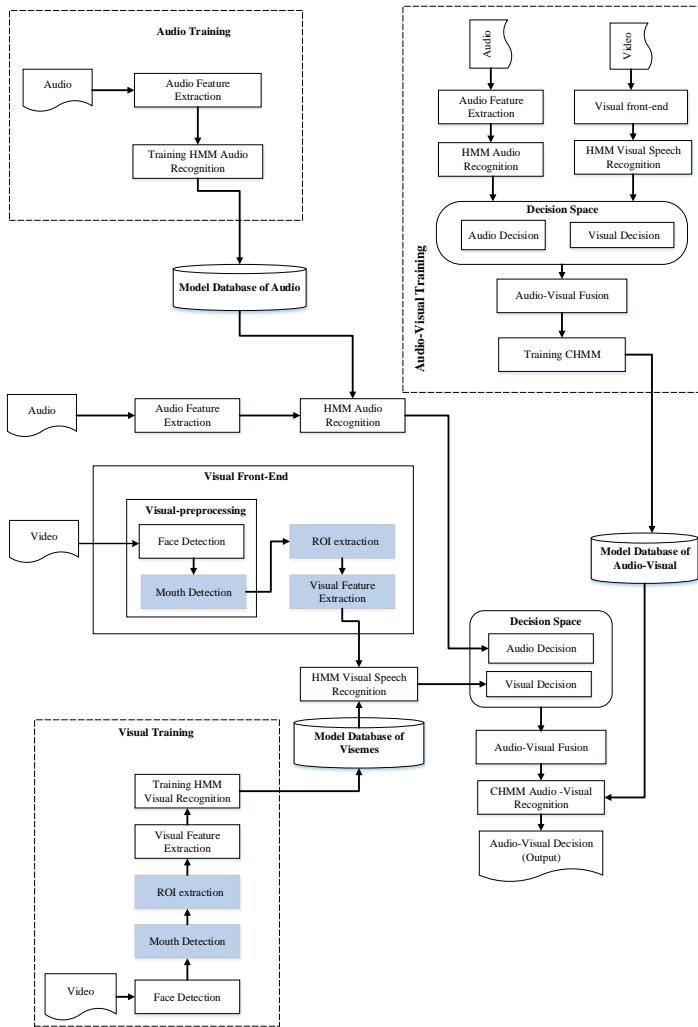 Audio Training
Audio
Audio Feature
Extraction
Training HMM Audio
Recognition
Model Database of Audio
Audio-Visual Training
Audio
Video
Audio Feature
Extraction
Visual front-end
HMM Audio
Recognition
HMM Visual Speech
Recognition
Decision Space
Audio Decision
Visual Decision
Audio-Visual Fusion
Training CHMM
Audio
Audio Feature
Extraction
HMM Audio
Recognition
Visual Front-End
Visual-preprocessing
Video
Face Detection
Mouth Detection
ROI extraction
Visual Feature
Extraction
Model Database of
Audio-Visual
HMM Visual Speech
Recognition
Decision Space
Audio Decision
Visual Decision
Model Database of
Visemes
Audio-Visual Fusion
CHMM Audio -Visual
Recognition
Audio-Visual Decision
(Output)
Visual Training
Training HMM
Visual Recognition
Visual Feature
Extraction
ROI extraction
Mouth Detection
Video
Face Detection